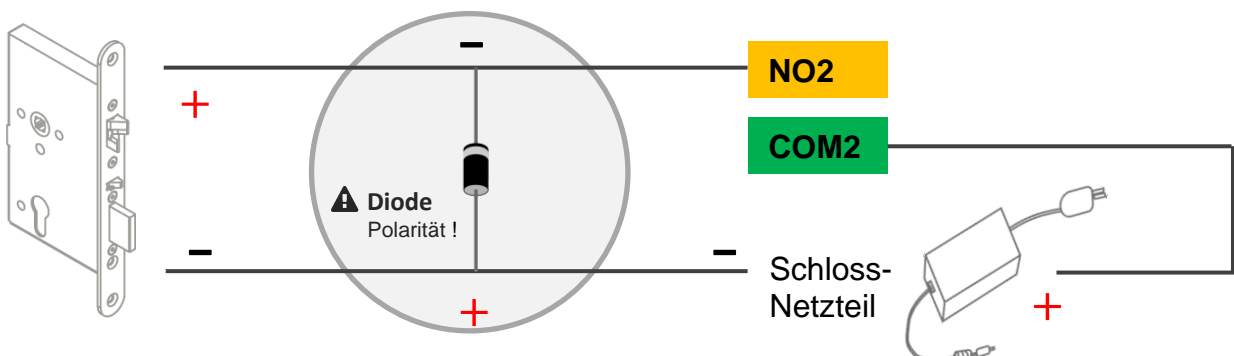 -
NO2
+
COM2
Diode
Polarität !
-
-
Schloss-
Netzteil
+
+